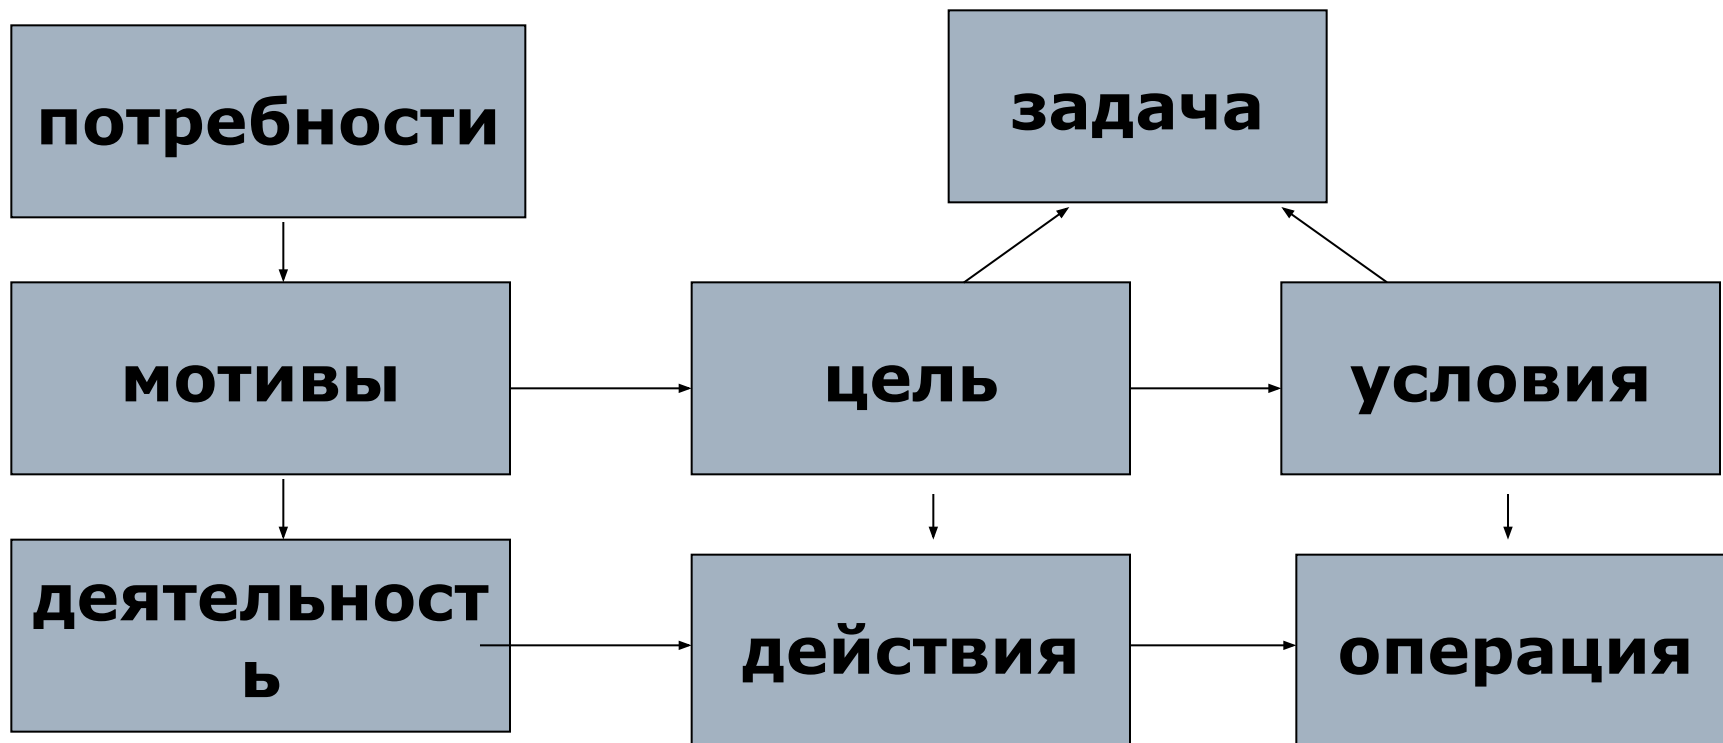 потребности
задача
мотивы
цель
условия
деятельност
ь
действия
операция